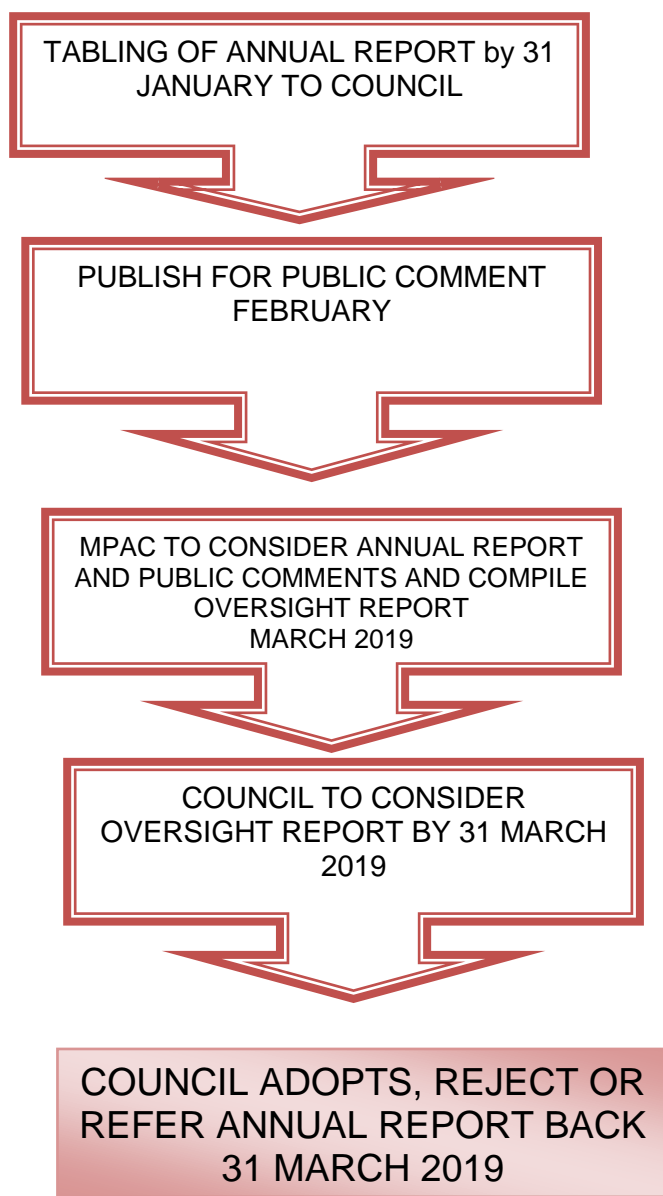 TABLING OF ANNUAL REPORT by 31
JANUARY TO COUNCIL
PUBLISH FOR PUBLIC COMMENT
FEBRUARY
MPAC TO CONSIDER ANNUAL REPORT
AND PUBLIC COMMENTS AND COMPILE
OVERSIGHT REPORT
MARCH 2019
COUNCIL TO CONSIDER
OVERSIGHT REPORT BY 31 MARCH
2019
COUNCIL ADOPTS, REJECT OR
REFER ANNUAL REPORT BACK
31 MARCH 2019